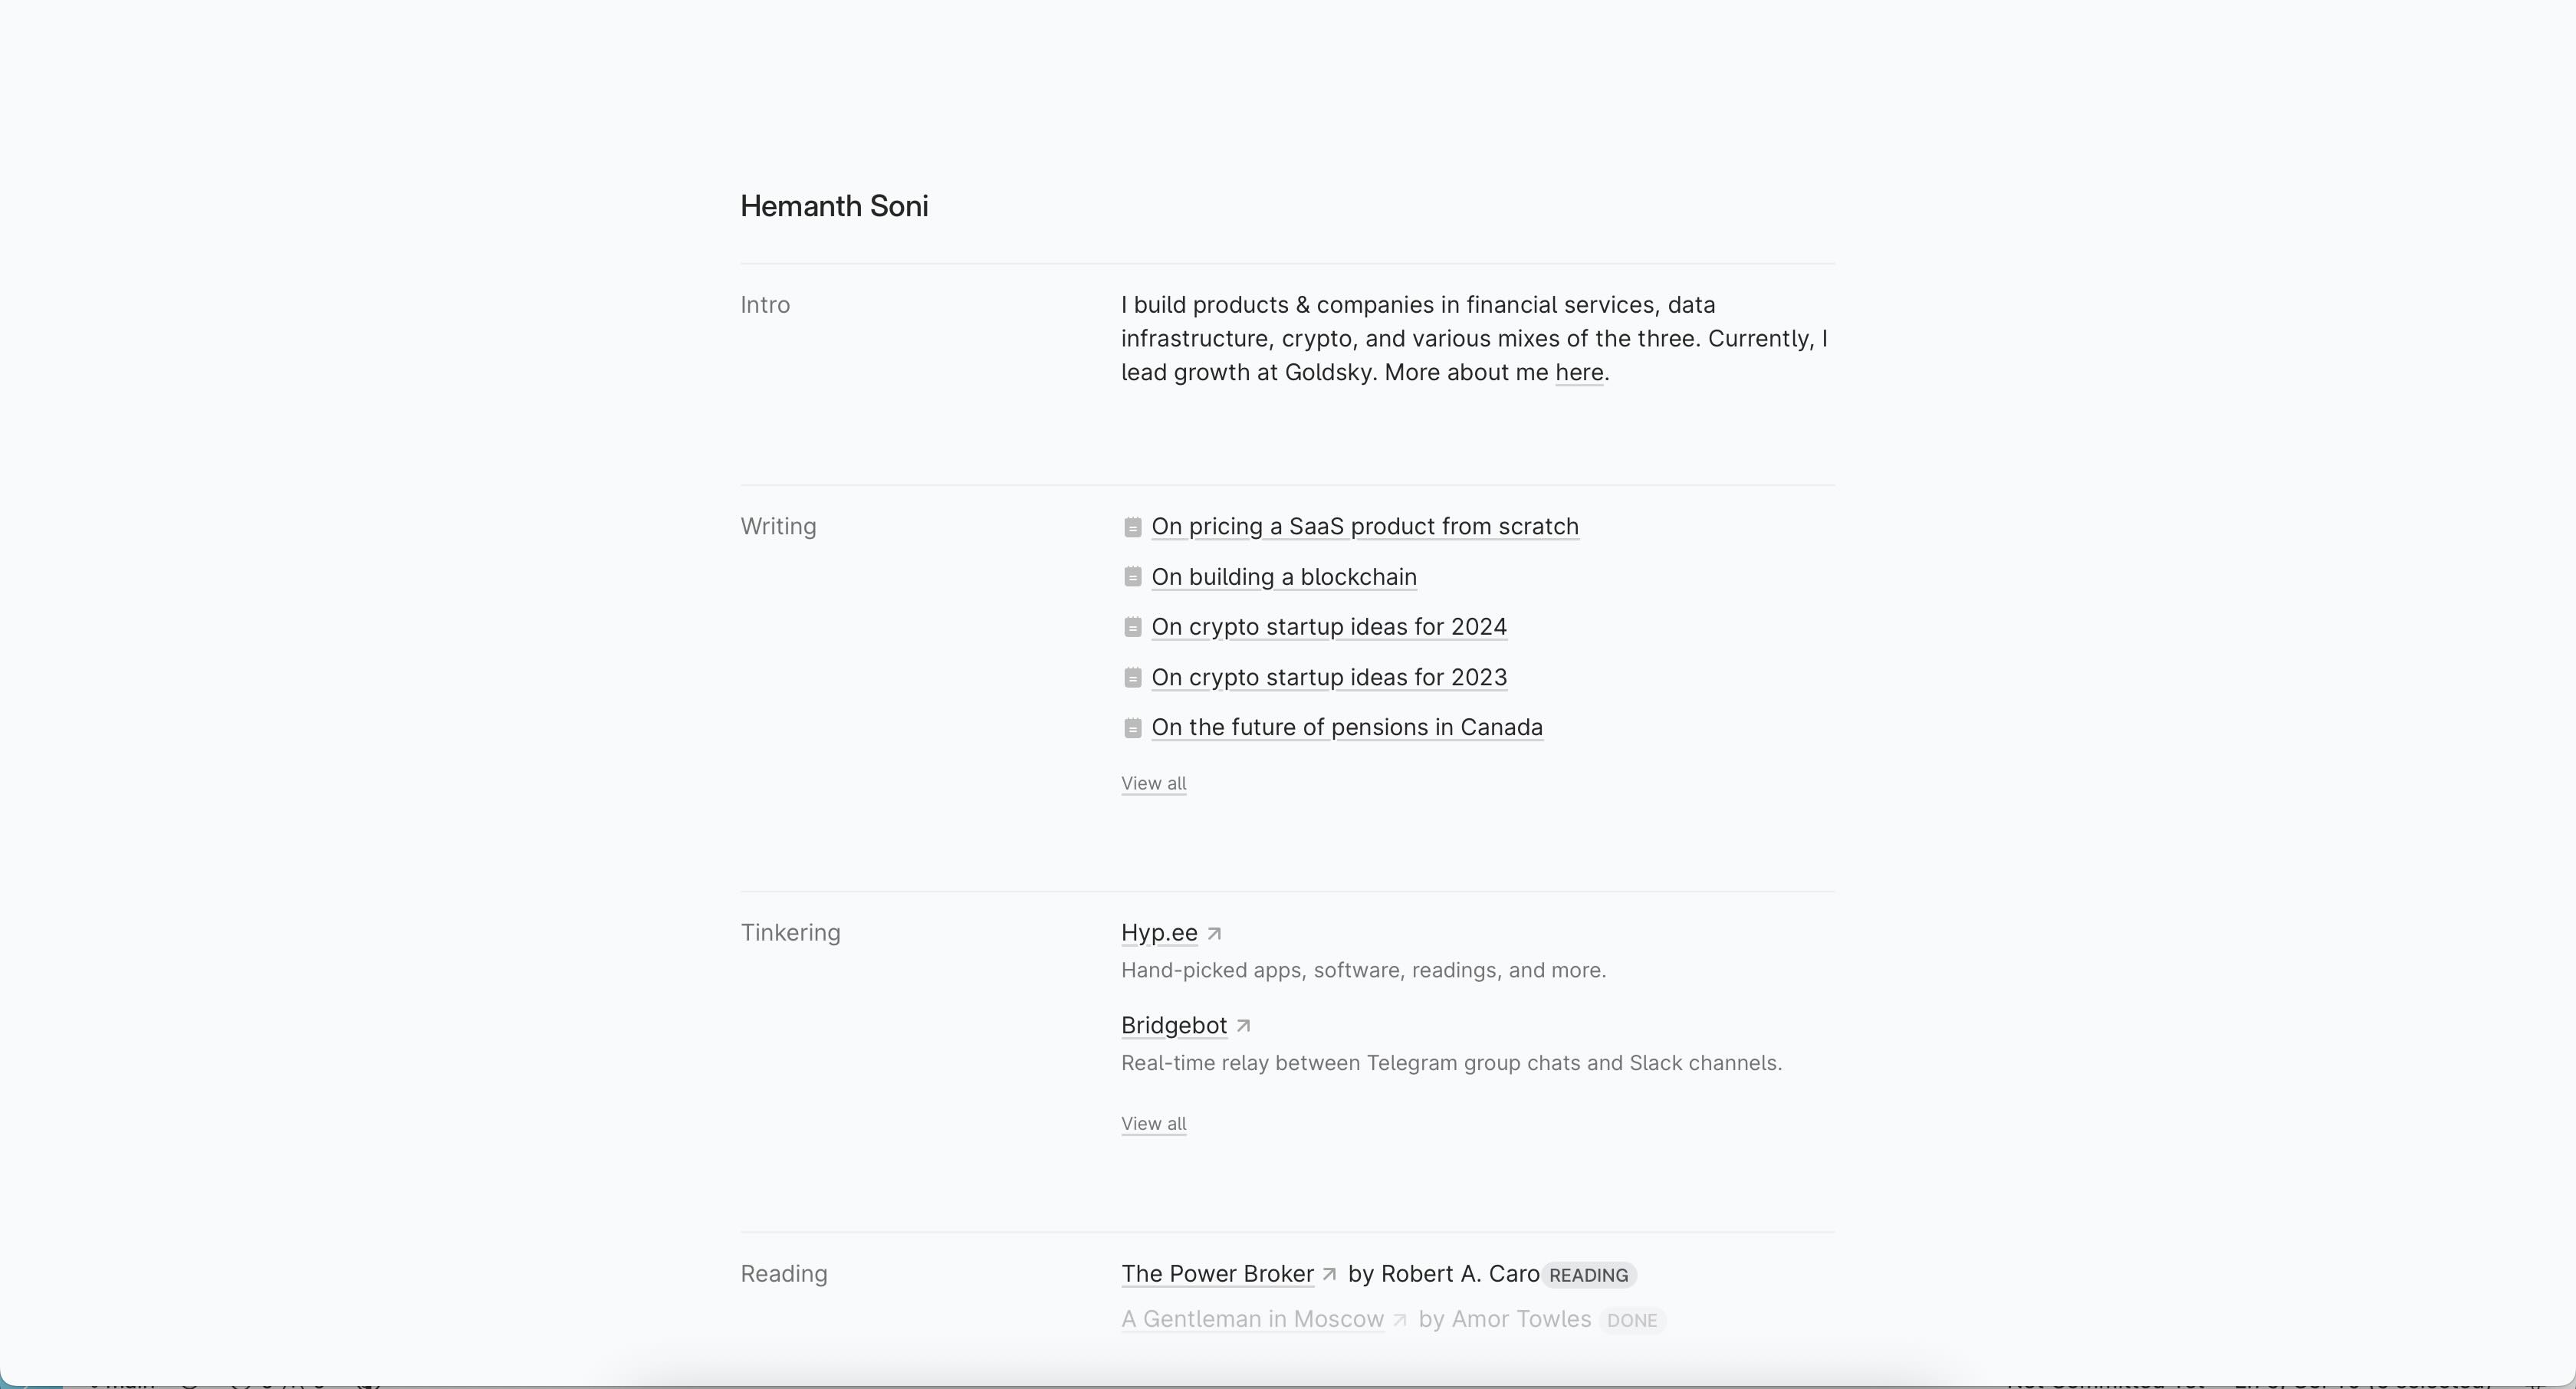 Hemanth Soni
Intro
I build products & companies in financial services, data
infrastructure, crypto, and various mixes of the three. Currently, I
lead growth at Goldsky. More about me here.
Writing
On pricing a SaaS product from scratch
On building a blockchain
On crypto startup ideas for 2024
On crypto startup ideas for 2023
On the future of pensions in Canada
View all
Tinkering
Hyp.ee
Hand-picked apps, software, readings, and more.
Bridgebot
Real-time relay between Telegram group chats and Slack channels.
View all
Reading
The Power Broker by Robert A. Caro READING
A Gentleman in Moscow by Amor Towles DONE